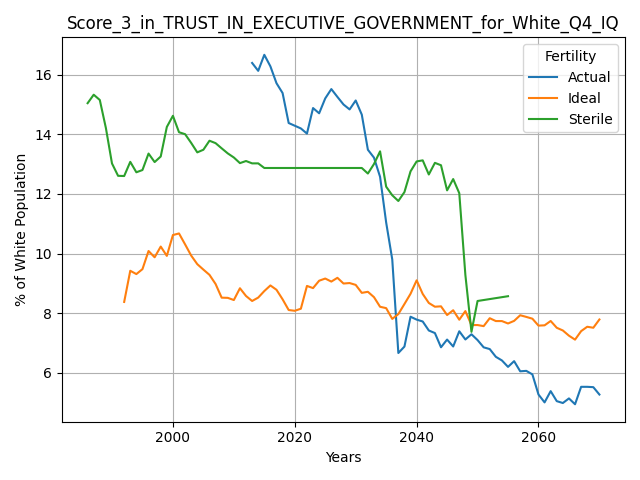 Score_3_in_TRUST_IN_EXECUTIVE_GOVERNMENT_for_White_Q4_IQ
Fertility
Actual
Ideal
Sterile
% of White Population
16
14
12
10
8
6
2000 2020 2040 2060
Years